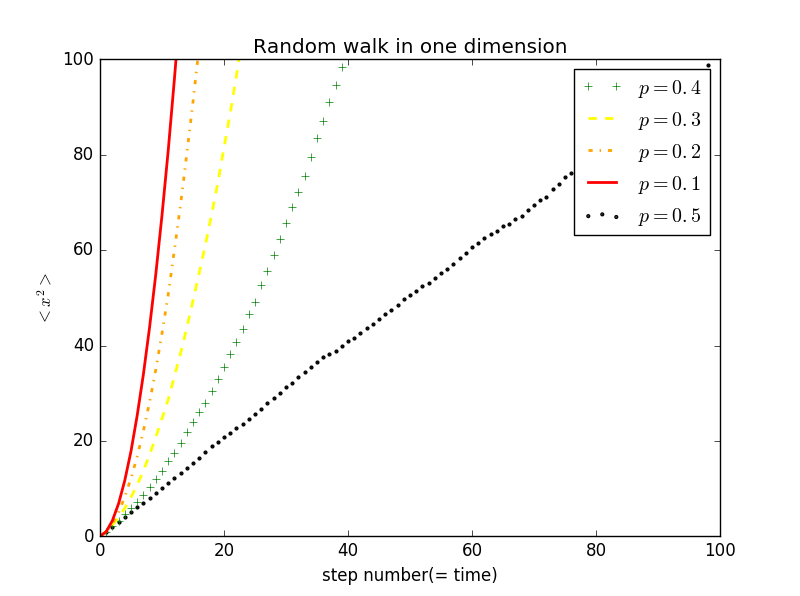 Random walk in one dimension
100
80
60
40
20
0
< x² >
0 20 40 60 80 100
step number(= time)
p = 0.4
p = 0.3
p = 0.2
p = 0.1
p = 0.5